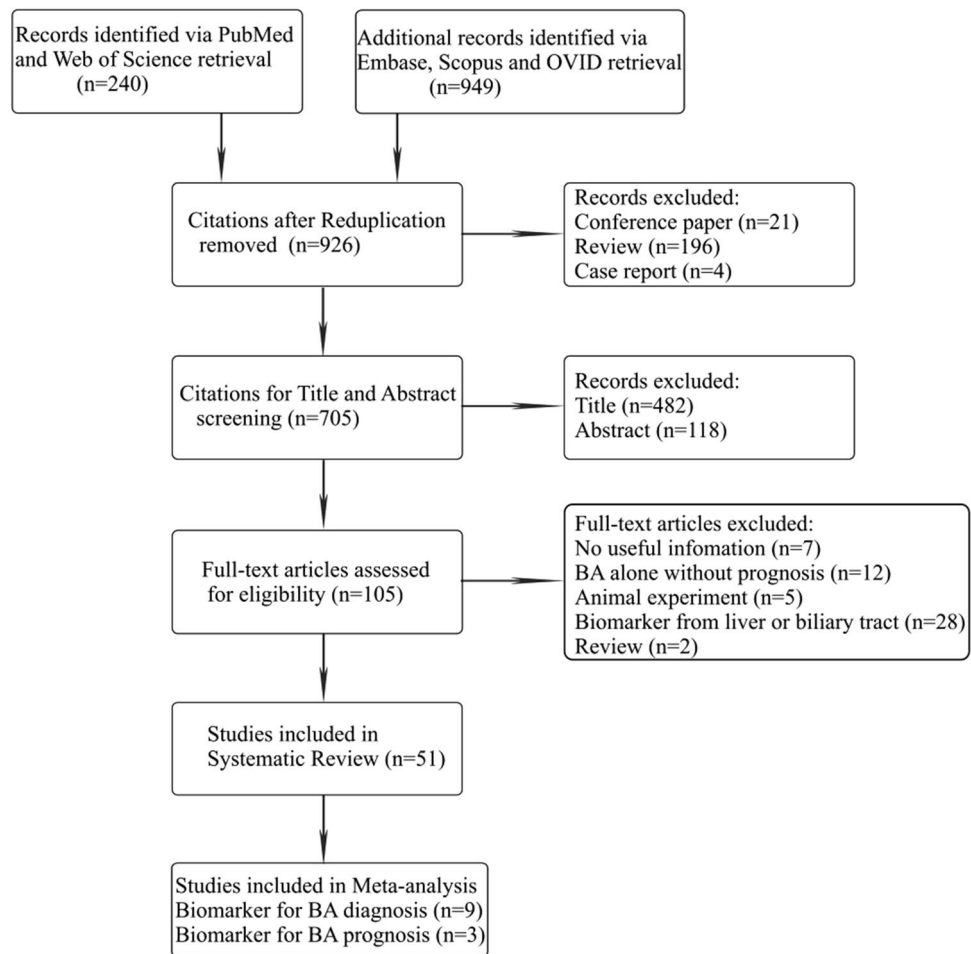 Records identified via PubMed
and Web of Science retrieval
(n=240)
Additional records identified via
Embase, Scopus and OVID retrieval
(n=949)
Citations after Reduplication
removed (n=926)
Records excluded:
Conference paper (n=21)
Review (n=196)
Case report (n=4)
Citations for Title and Abstract
screening (n=705)
Records excluded:
Title (n=482)
Abstract (n=118)
Full-text articles assessed
for eligibility (n=105)
Full-text articles excluded:
No useful infomation (n=7)
BA alone without prognosis (n=12)
Animal experiment (n=5)
Biomarker from liver or biliary tract (n=28)
Review (n=2)
Studies included in
Systematic Review (n=51)
Studies included in Meta-analysis
Biomarker for BA diagnosis (n=9)
Biomarker for BA prognosis (n=3)